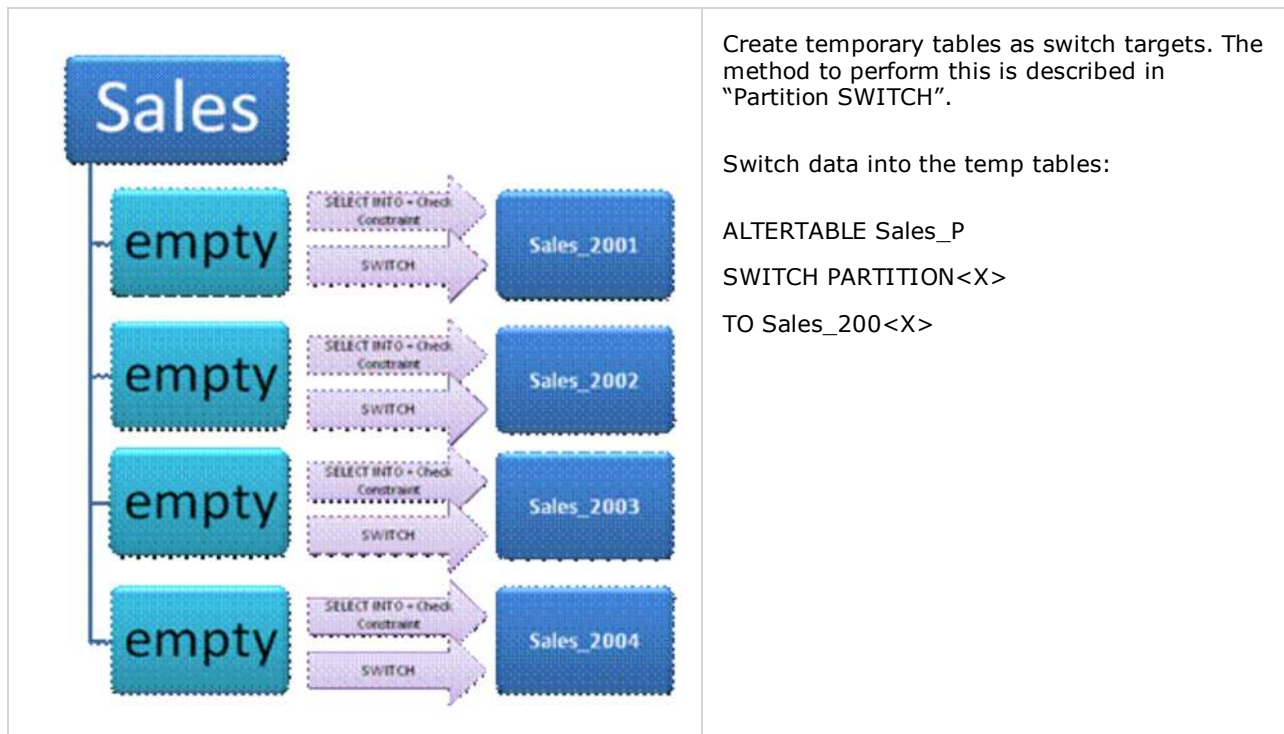 Sales
empty
SELECT INTO + Check
Constraint
SWITCH
Sales_2001
empty
SELECT INTO + Check
Constraint
SWITCH
Sales_2002
empty
SELECT INTO + Check
Constraint
SWITCH
Sales_2003
empty
SELECT INTO + Check
Constraint
SWITCH
Sales_2004
Create temporary tables as switch targets. The
method to perform this is described in
“Partition SWITCH”.
Switch data into the temp tables:
ALTERTABLE Sales_P
SWITCH PARTITION<X>
TO Sales_200<X>